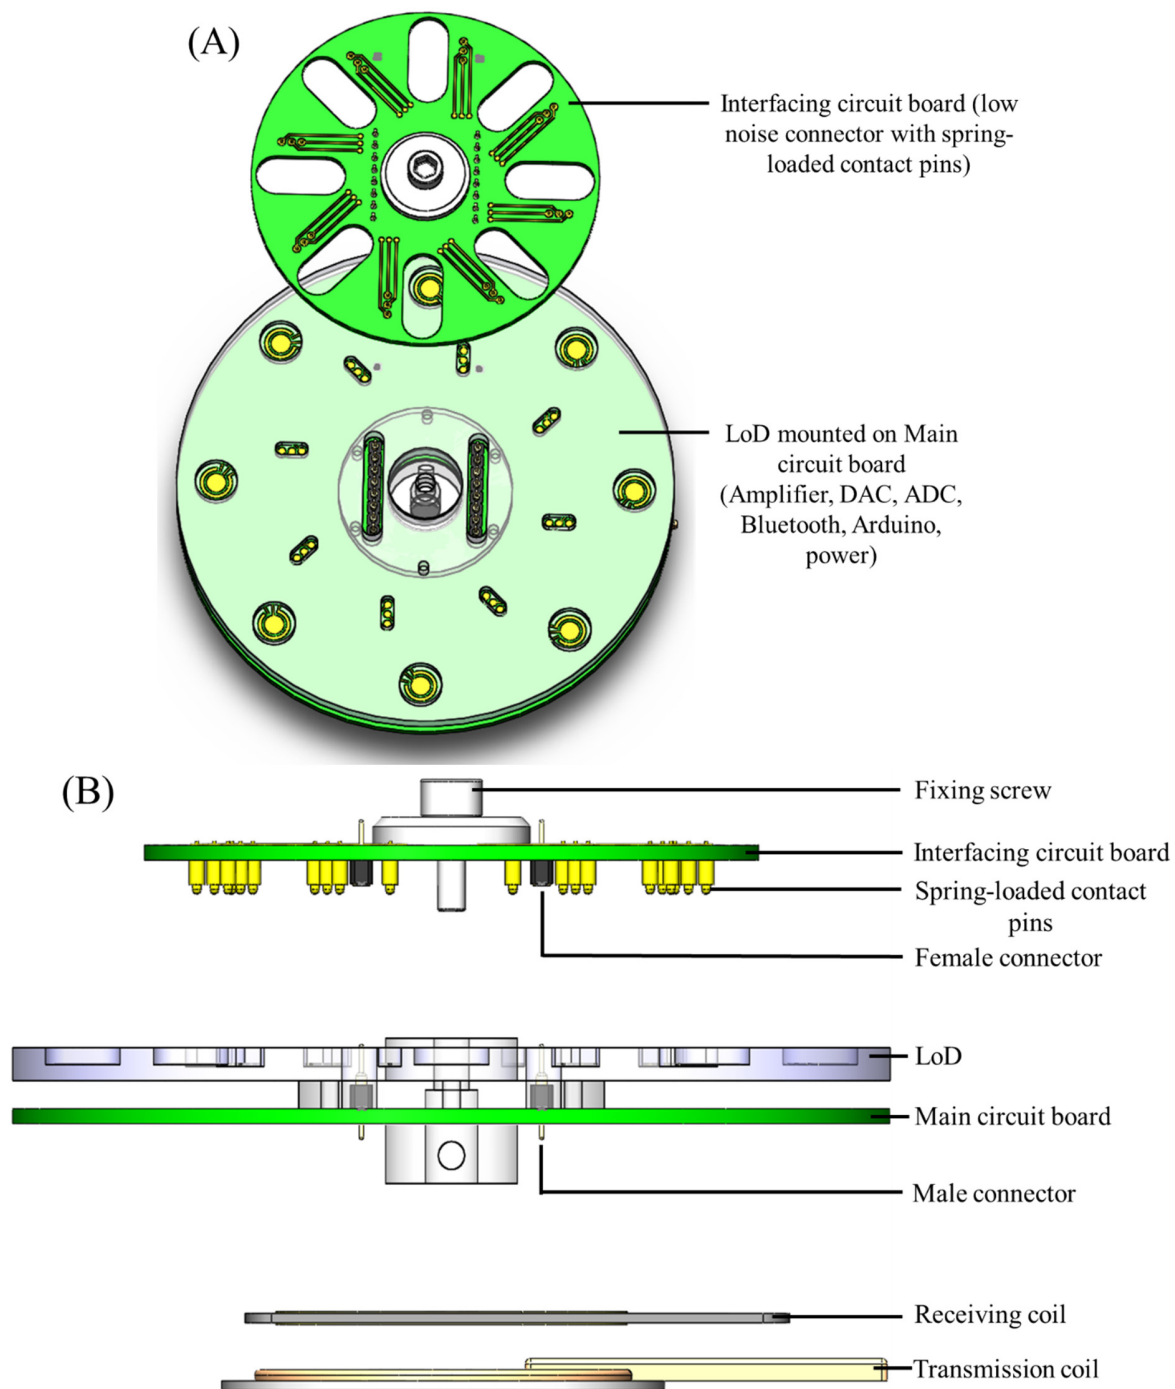 (A)
Interfacing circuit board (low
noise connector with spring-
loaded contact pins)
LoD mounted on Main
circuit board
(Amplifier, DAC, ADC,
Bluetooth, Arduino,
power)
(B)
Fixing screw
Interfacing circuit board
Spring-loaded contact
pins
Female connector
LoD
Main circuit board
Male connector
Receiving coil
Transmission coil